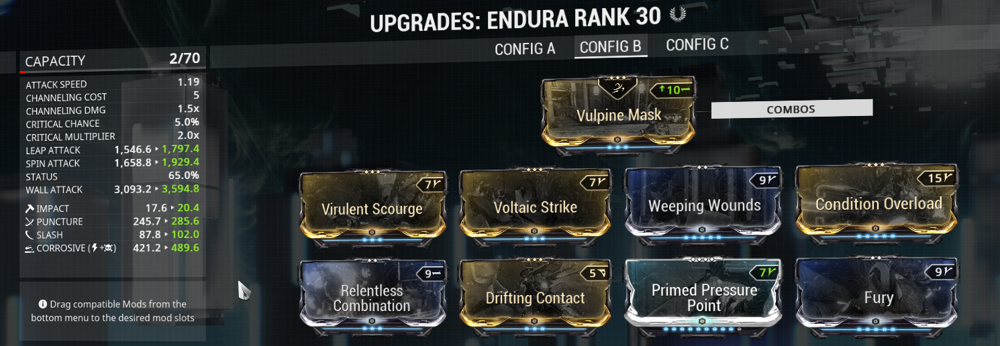 UPGRADES: ENDURA RANK 30
CONFIG A
CONFIG B
CONFIG C
CAPACITY 2/70
ATTACK SPEED 1.19
CHANNELING COST 5
CHANNELING DMG 1.5x
CRITICAL CHANCE 5.0%
CRITICAL MULTIPLIER 2.0x
LEAP ATTACK 1,546.6 ▸ 1,797.4
SPIN ATTACK 1,658.8 ▸ 1,929.4
STATUS 65.0%
WALL ATTACK 3,093.2 ▸ 3,594.8
IMPACT 17.6 ▸ 20.4
PUNCTURE 245.7 ▸ 285.6
SLASH 87.8 ▸ 102.0
CORROSIVE ( + ) 421.2 ▸ 489.6
Drag compatible Mods from the
bottom menu to the desired mod slots
↑10
Vulpine Mask
COMBOS
7
Virulent Scourge
7
Voltaic Strike
9
Weeping Wounds
15
Condition Overload
9
Relentless
Combination
5
Drifting Contact
7
Primed Pressure
Point
9
Fury